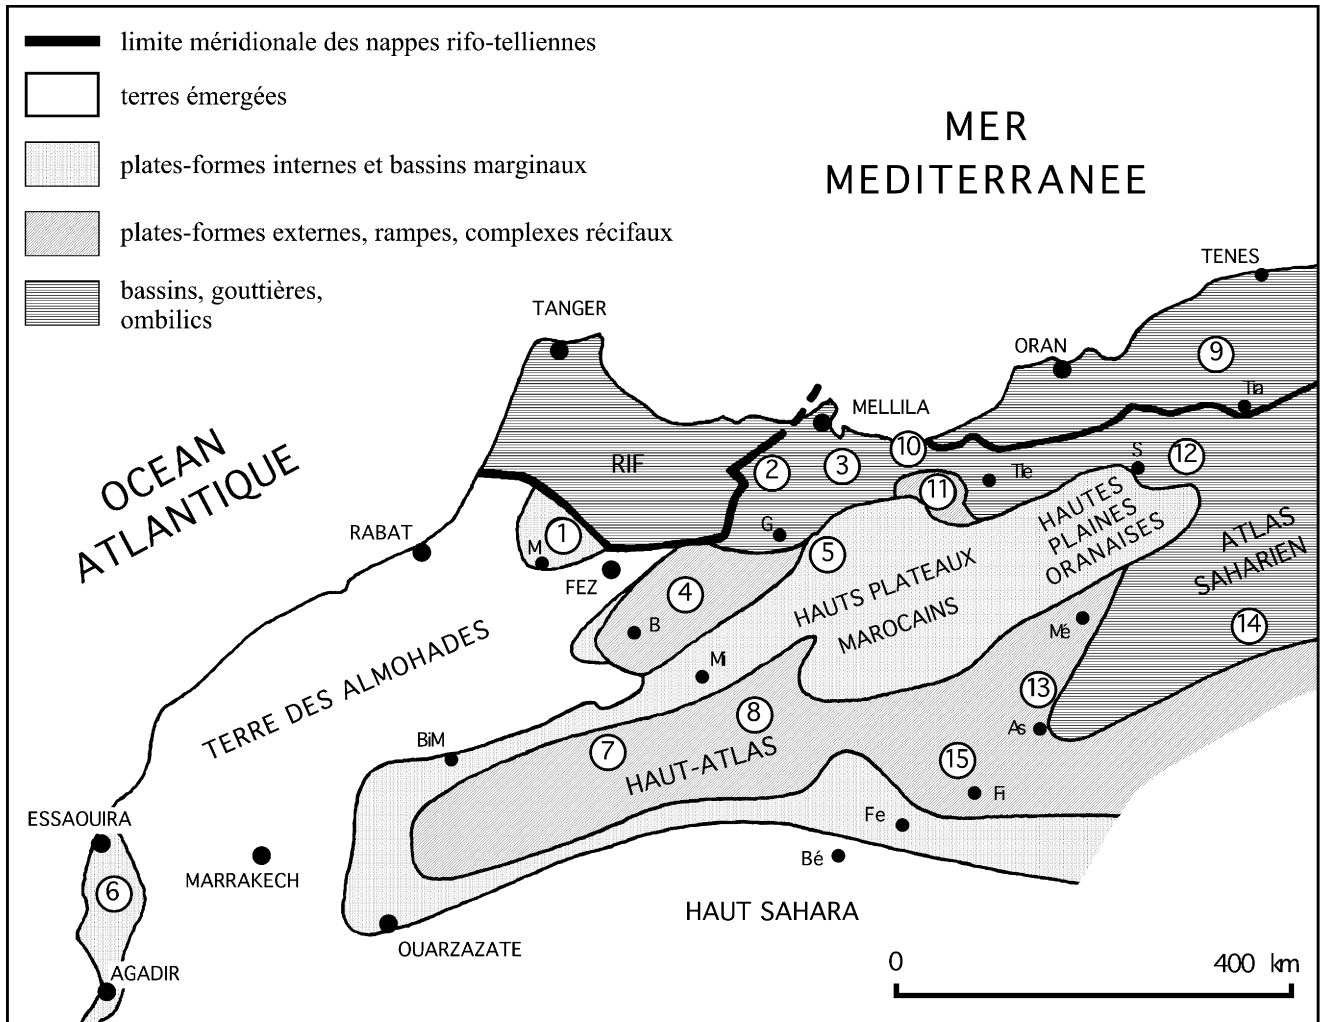 limite méridionale des nappes rifo-telliennes
terres émergées
plates-formes internes et bassins marginaux
plates-formes externes, rampes, complexes récifaux
bassins, gouttières,
ombilics
MER
MEDITERRANEE
TENES
TANGER
ORAN
9
Tia
MELLILA
OCEAN
ATLANTIQUE
RIF
2
3
10
11
Tle
S
12
RABAT
M
1
G
FEZ
5
HAUTES
PLAINES
ORANAISES
ATLAS
SAHARIEN
4
B
HAUTS PLATEAUX
MAROCAINS
Mé
14
TERRE DES ALMOHADES
Mi
13
As
BiM
7
8
HAUT-ATLAS
15
Fi
ESSAOUIRA
6
MARRAKECH
Fe
Bé
HAUT SAHARA
OUARZAZATE
AGADIR
0
400 km